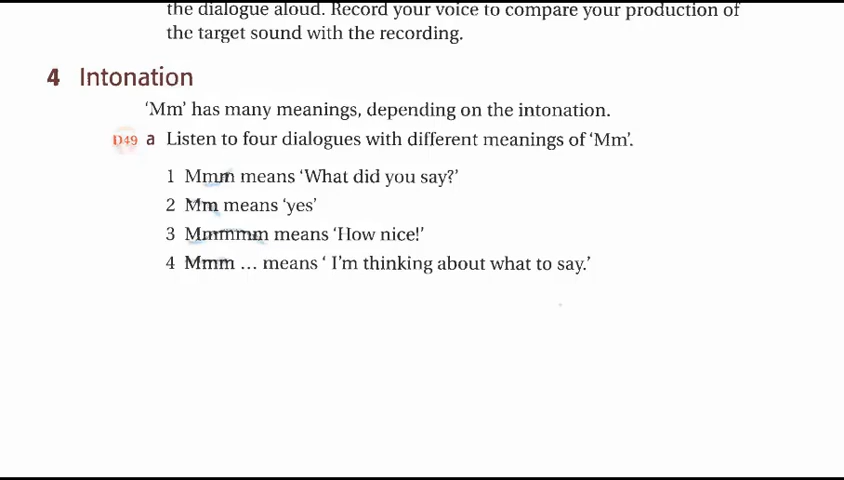 the dialogue aloud. Record your voice to compare your production of
the target sound with the recording.
4 Intonation
'Mm' has many meanings, depending on the intonation.
D49 a Listen to four dialogues with different meanings of 'Mm'.
1 Mmm means 'What did you say?'
2 Mm means 'yes'
3 Mmmmm means 'How nice!'
4 Mmm ... means ' I'm thinking about what to say.'